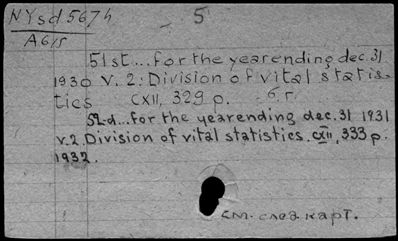 NYsd567h 5
A6/5
51st...for the year ending dec. 31
1930 v. 2: Division of vital statis-
tics CXII, 329 p. 6.г.
52-d...for the year ending dec. 31 1931
v. 2. Division of vital statistics. CXII, 333 p.
1932.
см. след карт.